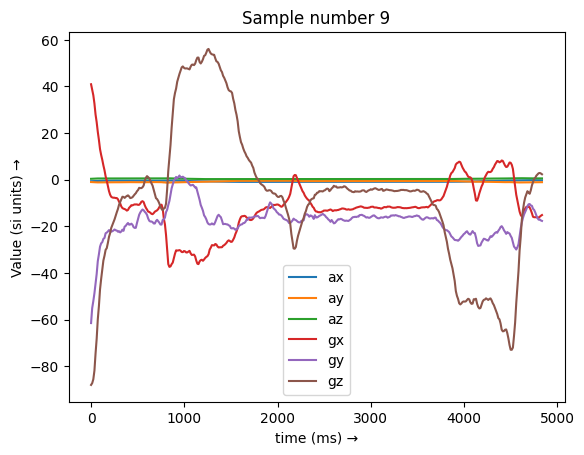 Sample number 9
Value (si units) →
60
40
20
0
−20
−40
−60
−80
ax
ay
az
gx
gy
gz
0 1000 2000 3000 4000 5000
time (ms) →